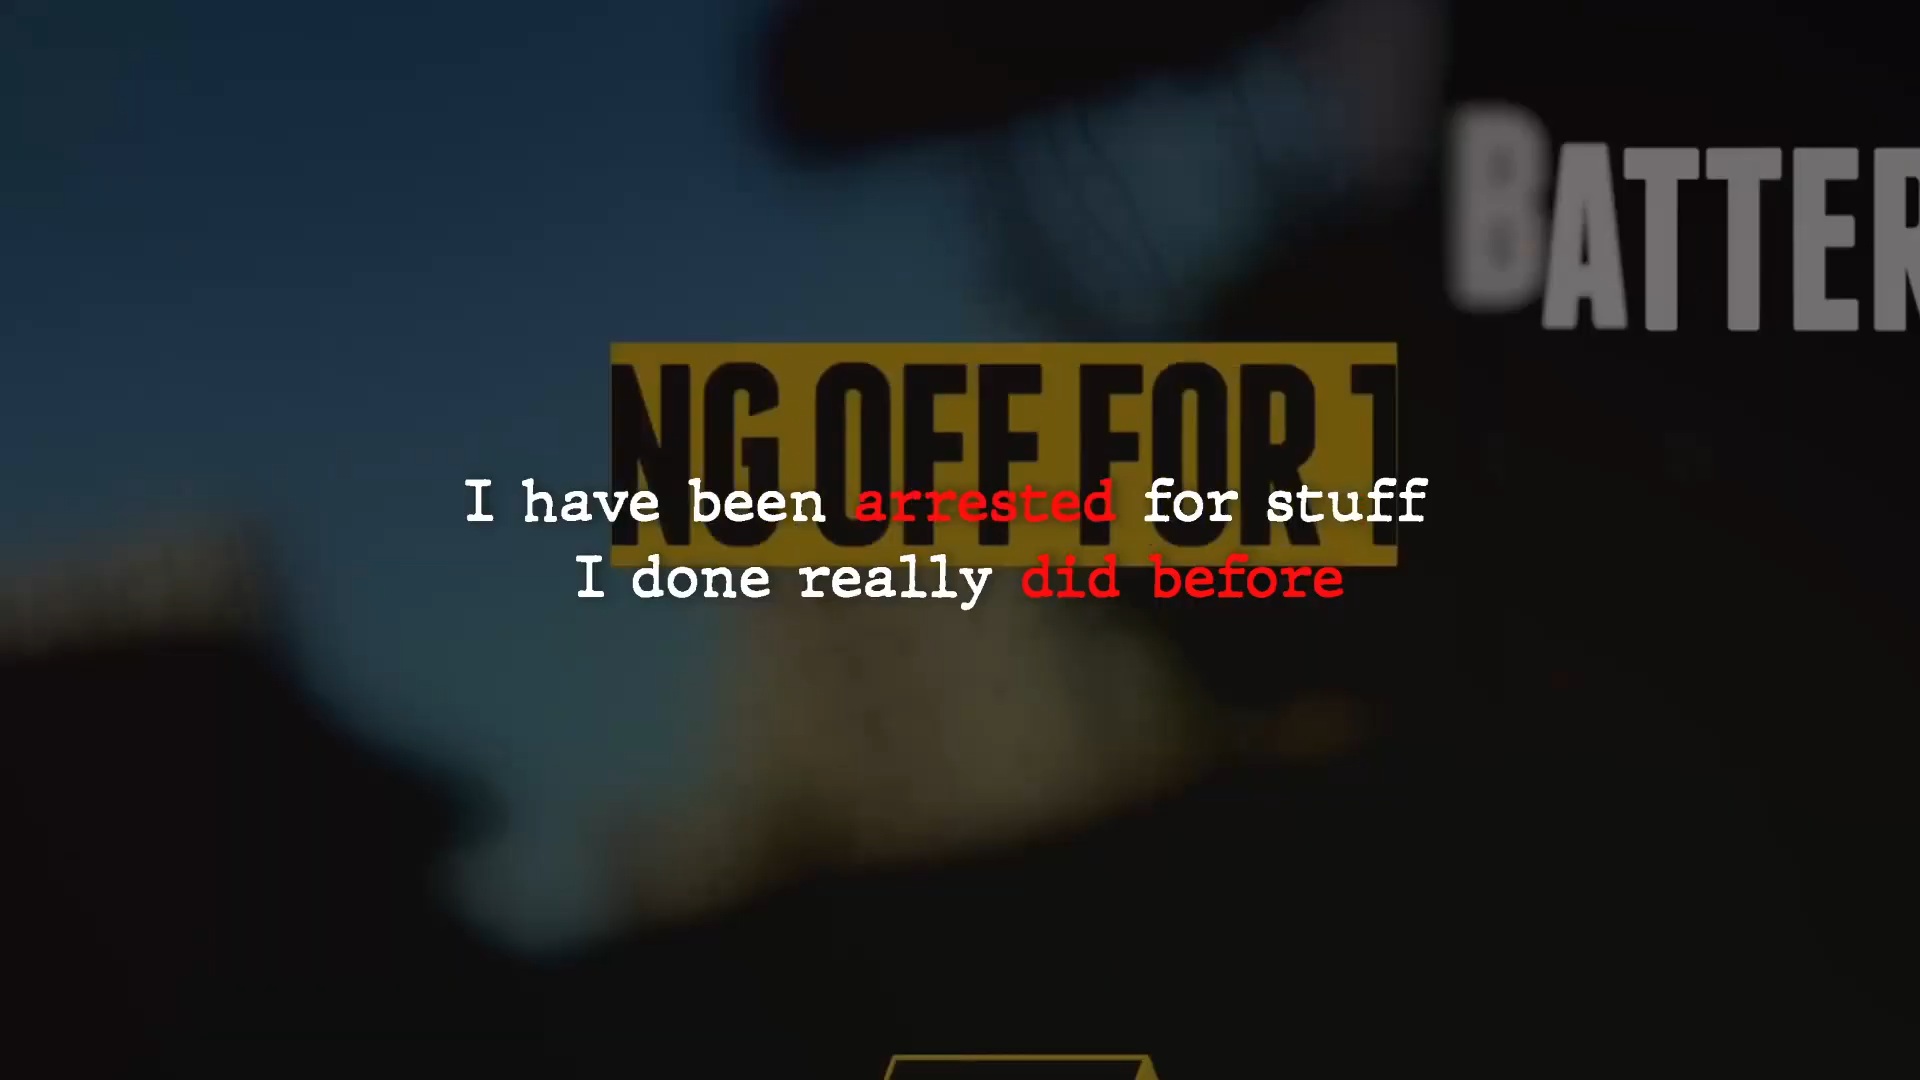 BATTER
NG OFF FOR 1
I have been arrested for stuff
I done really did before